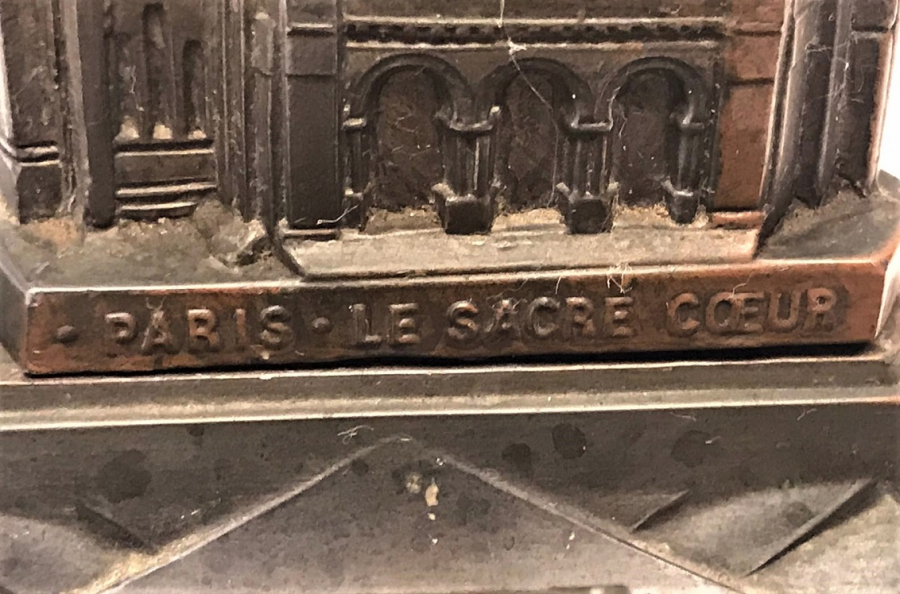 · PARIS · LE SACRÉ CŒUR